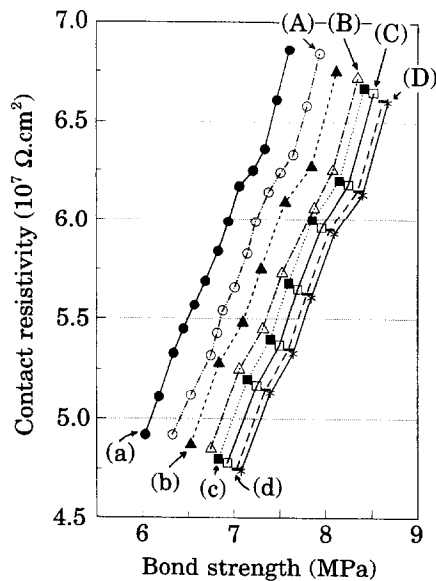 (A) (B)
(C)
(D)
7.0
6.5
6.0
5.5
5.0
4.5
Contact resistivity (10⁷ Ω.cm²)
(a)
(b)
(c)
(d)
6 7 8 9
Bond strength (MPa)